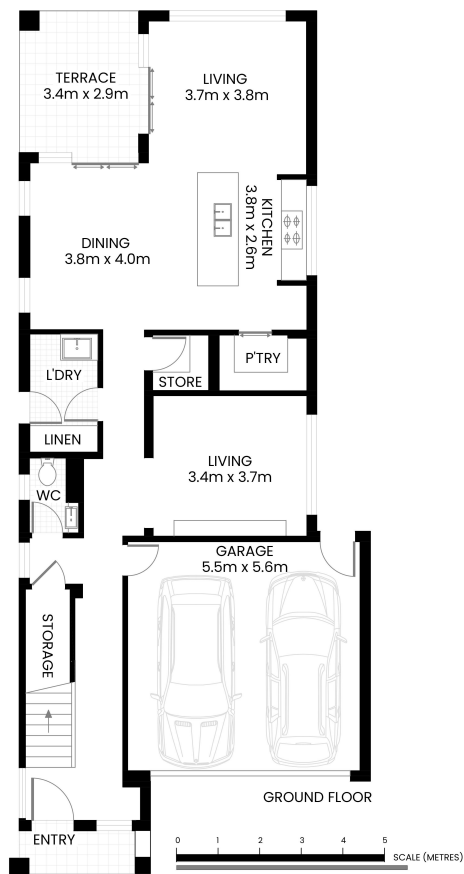 TERRACE
3.4m x 2.9m
LIVING
3.7m x 3.8m
KITCHEN
3.8m x 2.6m
DINING
3.8m x 4.0m
L'DRY
STORE
P'TRY
LINEN
LIVING
3.4m x 3.7m
WC
GARAGE
5.5m x 5.6m
STORAGE
GROUND FLOOR
ENTRY
0 1 2 3 4 5
SCALE (METRES)